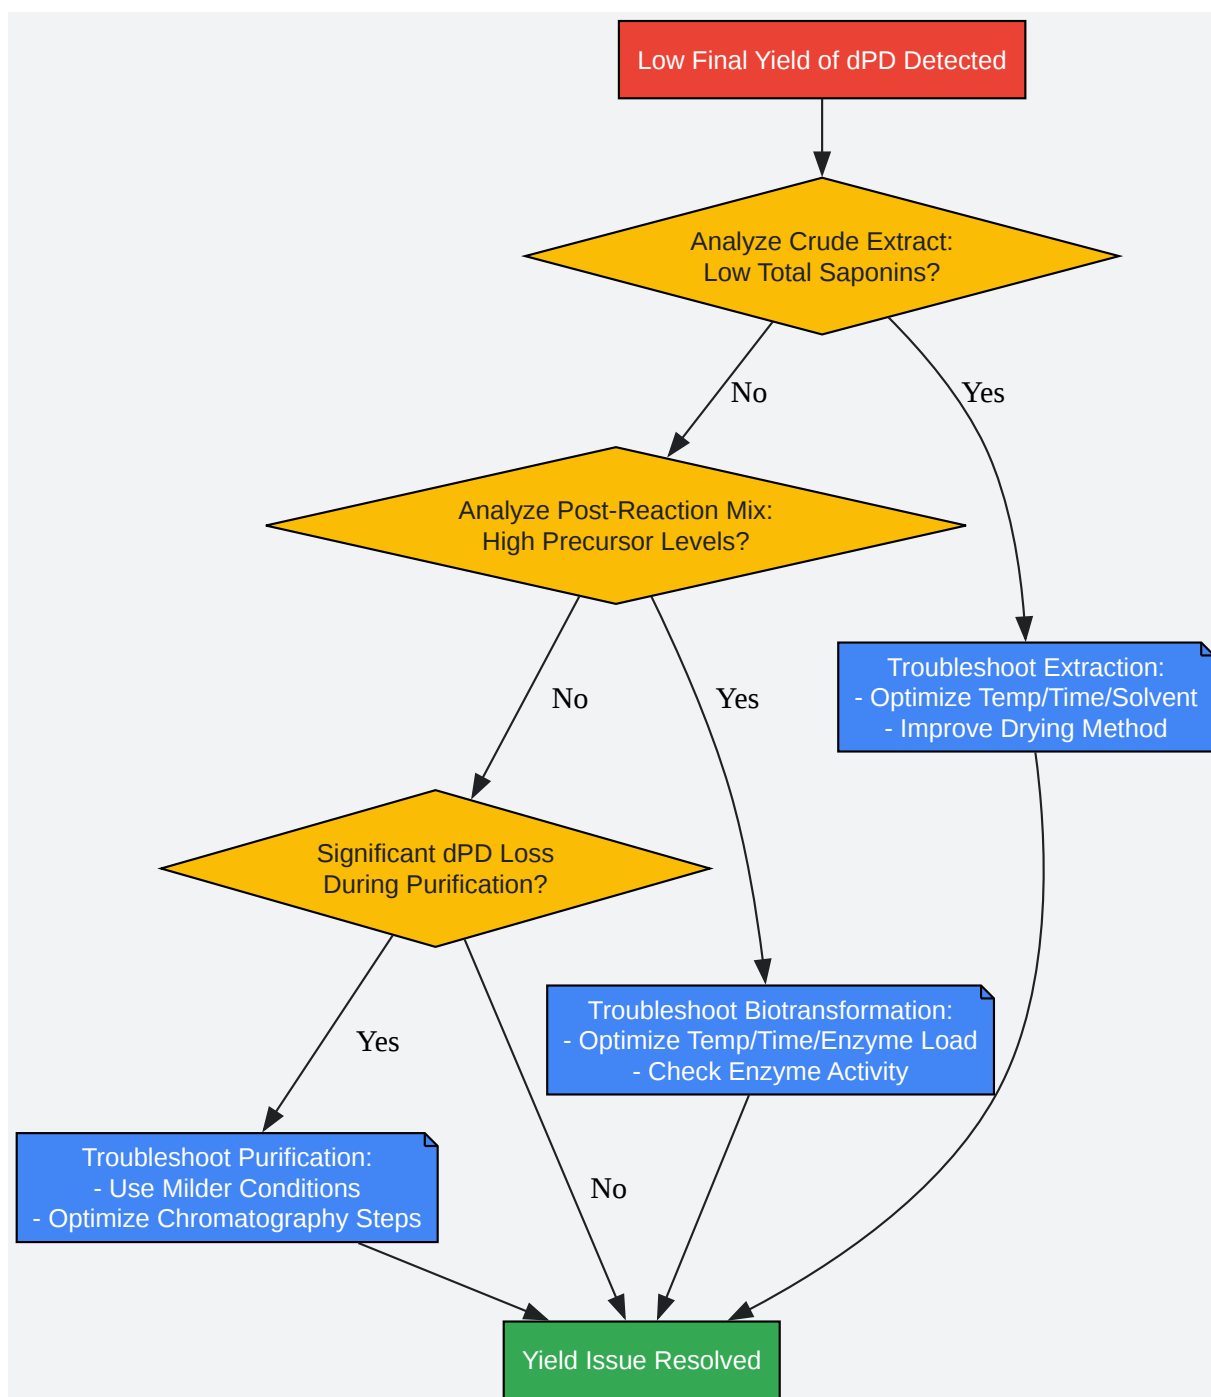 Low Final Yield of dPD Detected
Analyze Crude Extract:
Low Total Saponins?
No
Yes
Analyze Post-Reaction Mix:
High Precursor Levels?
No
Yes
Troubleshoot Extraction:
- Optimize Temp/Time/Solvent
- Improve Drying Method
Significant dPD Loss
During Purification?
Yes
No
Troubleshoot Biotransformation:
- Optimize Temp/Time/Enzyme Load
- Check Enzyme Activity
Troubleshoot Purification:
- Use Milder Conditions
- Optimize Chromatography Steps
Yield Issue Resolved